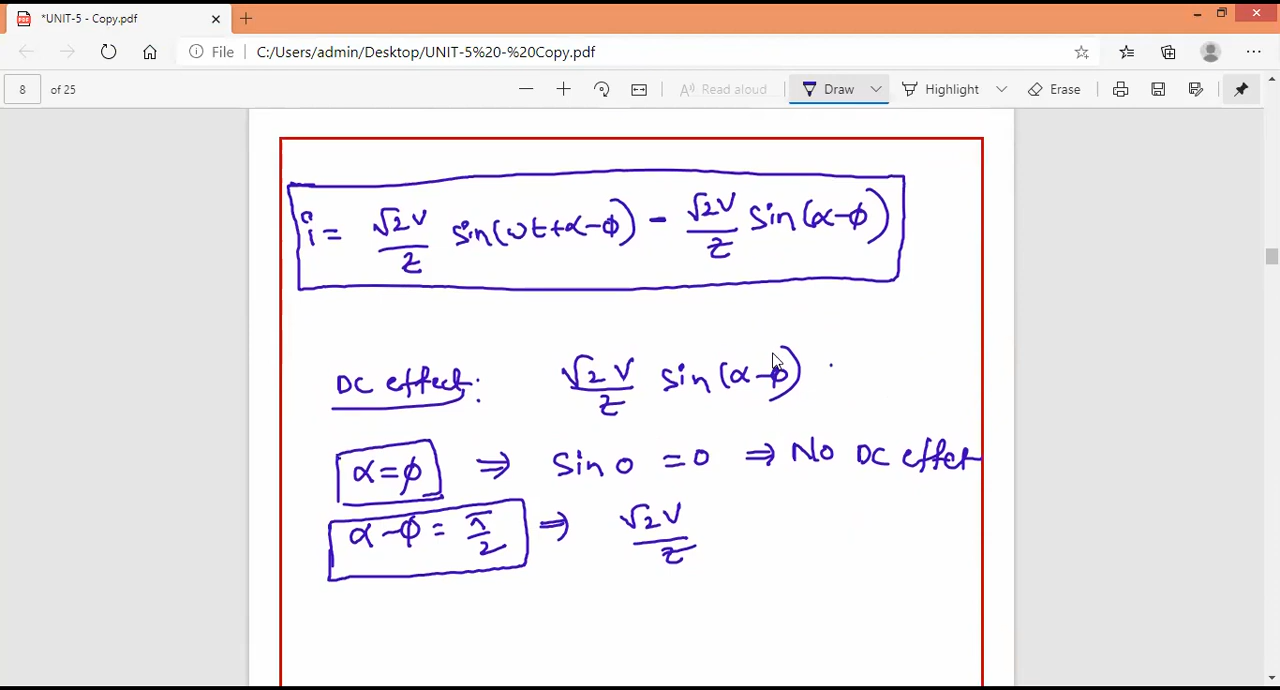 *UNIT-5 - Copy.pdf
File C:/Users/admin/Desktop/UNIT-5%20-%20Copy.pdf
8 of 25 Read aloud Draw Highlight Erase
i = √2V/Z sin(ωt+α-φ) - √2V/Z sin(α-φ)
DC effect: √2 V/Z sin(α-φ)
α=φ ⇒ sin 0 = 0 ⇒ No DC effect
α-φ = π/2 ⇒ √2V/Z